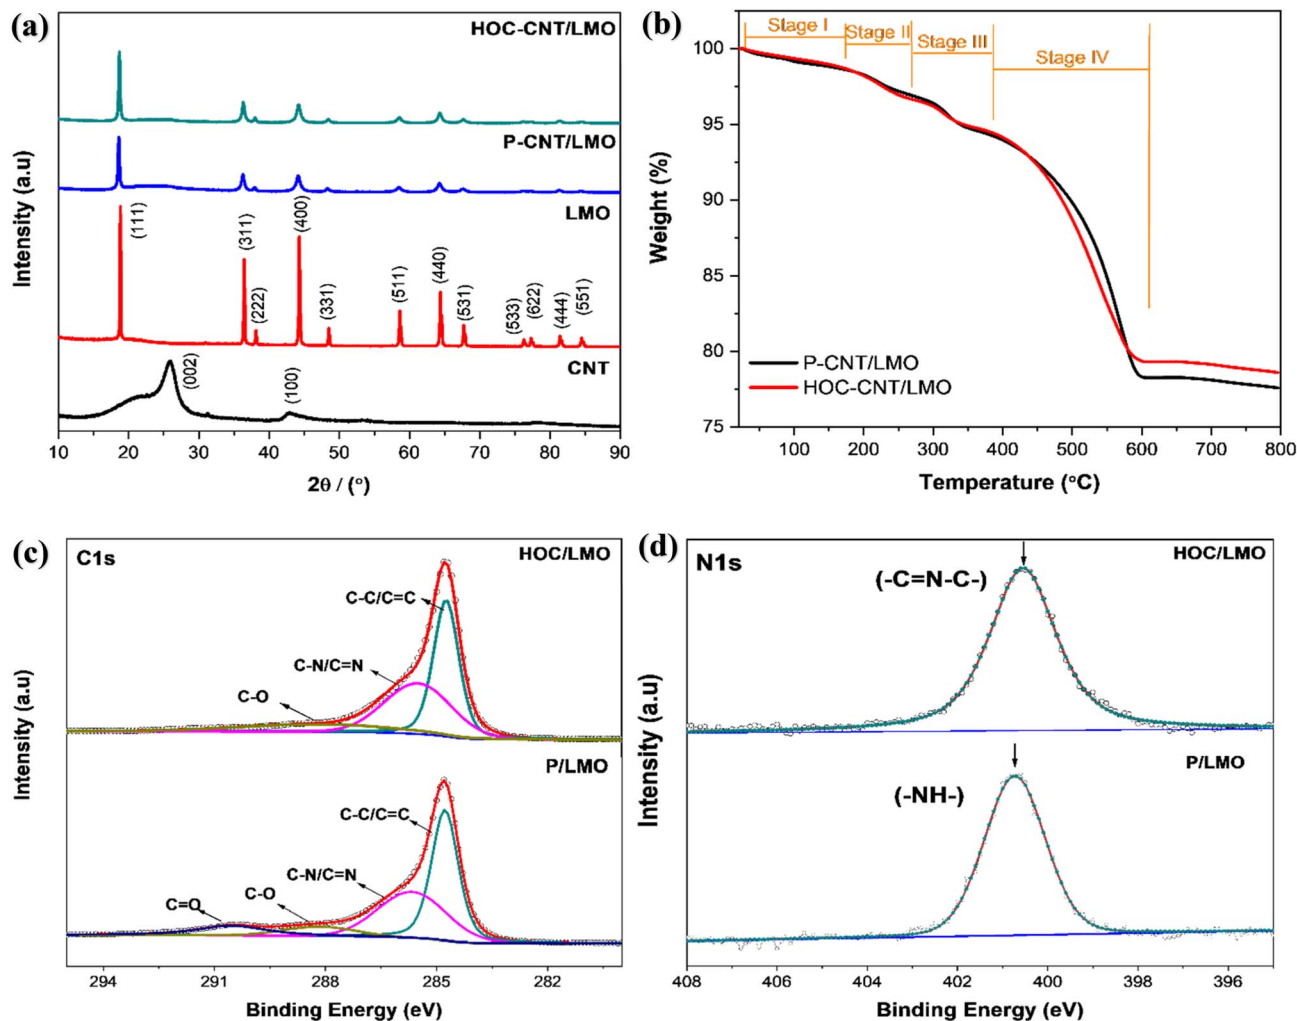 (a)
HOC-CNT/LMO
P-CNT/LMO
LMO
(111)
(311)
(222)
(400)
(331)
(511)
(440)
(531)
(533)
(622)
(444)
(551)
CNT
(002)
(100)
Intensity (a.u)
10 20 30 40 50 60 70 80 90
2θ / (°)
(b)
Stage I
Stage II
Stage III
Stage IV
100
95
90
85
80
75
Weight (%)
P-CNT/LMO
HOC-CNT/LMO
100 200 300 400 500 600 700 800
Temperature (°C)
(c)
C1s
HOC/LMO
C-C/C=C
C-N/C=N
C-O
P/LMO
C-C/C=C
C-N/C=N
C-O
C=O
Intensity (a.u)
294 291 288 285 282
Binding Energy (eV)
(d)
N1s
HOC/LMO
(-C=N-C-)
P/LMO
(-NH-)
Intensity (a.u)
408 406 404 402 400 398 396
Binding Energy (eV)